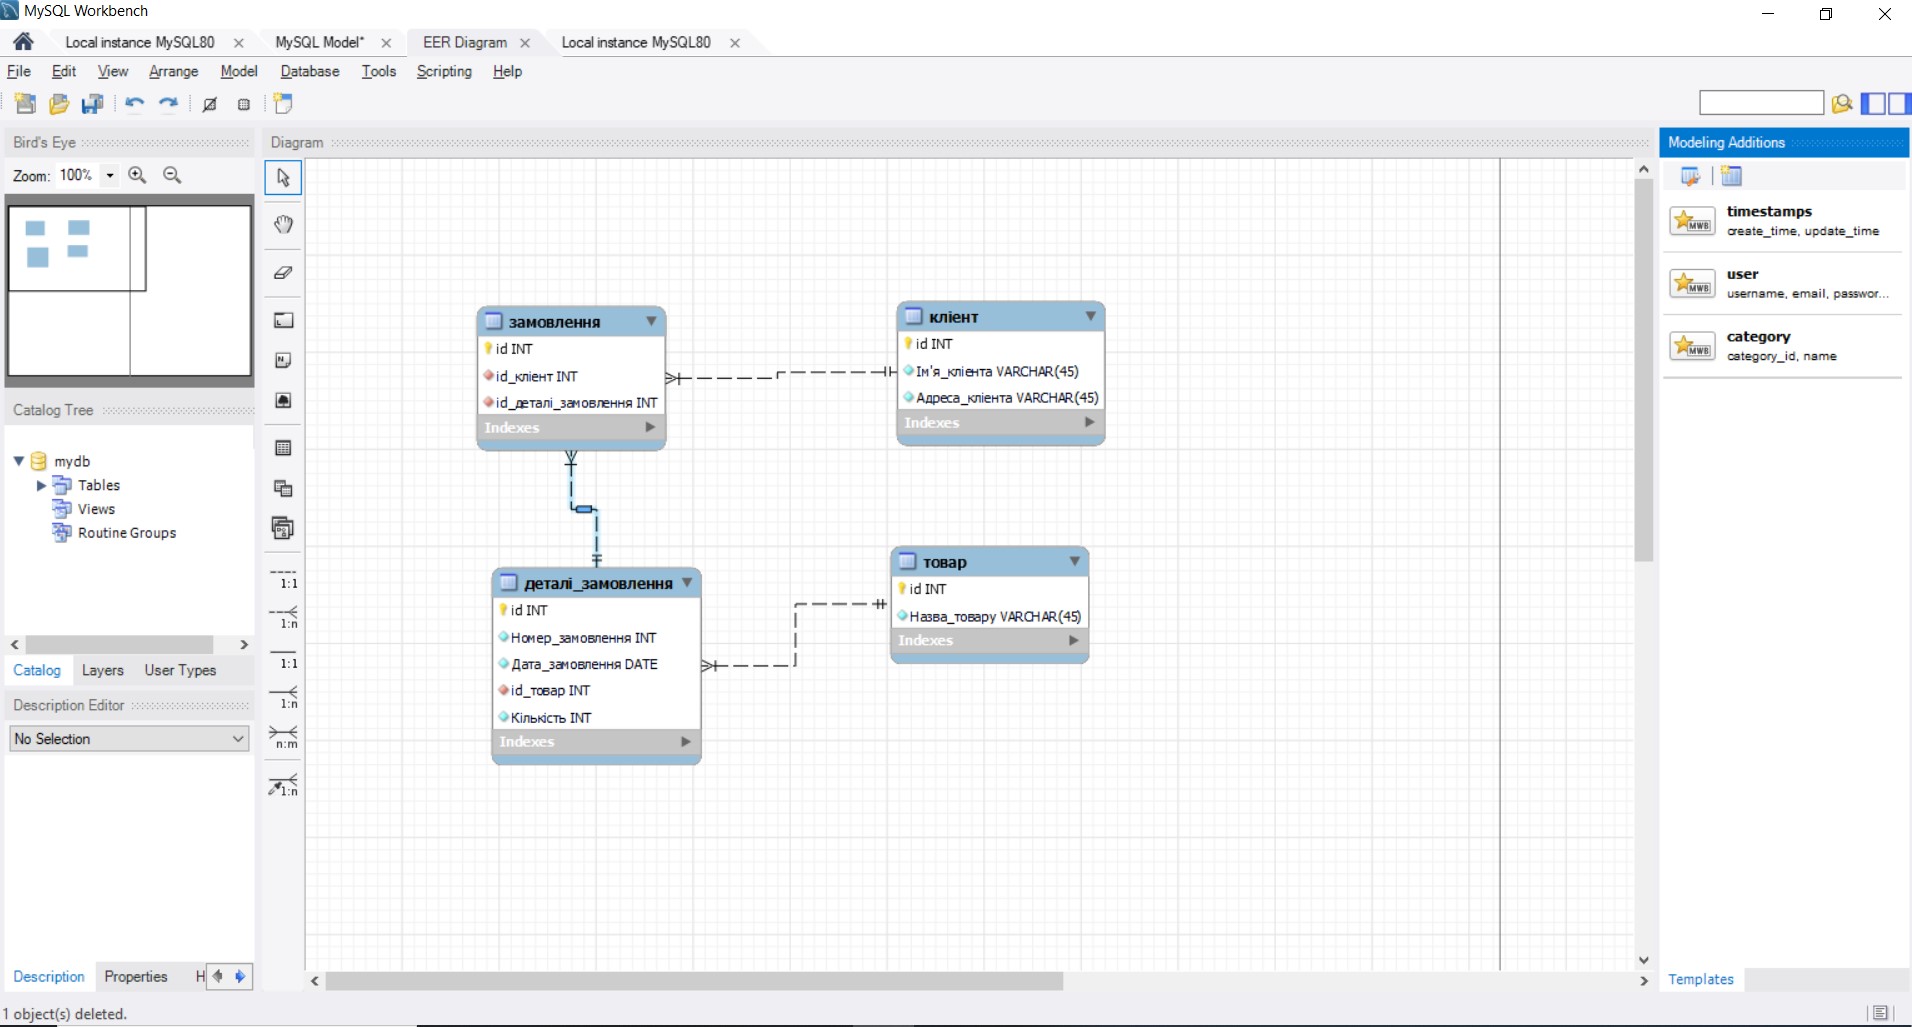 MySQL Workbench
Local instance MySQL80
MySQL Model*
EER Diagram
Local instance MySQL80
File Edit View Arrange Model Database Tools Scripting Help
Bird's Eye
Zoom: 100%
Catalog Tree
mydb
Tables
Views
Routine Groups
Catalog Layers User Types
Description Editor
No Selection
Description Properties H
1 object(s) deleted.
Diagram
1:1
1:n
1:1
1:n
n:m
1:n
замовлення
id INT
id_клієнт INT
id_деталі_замовлення INT
Indexes
клієнт
id INT
Ім'я_клієнта VARCHAR(45)
Адреса_клієнта VARCHAR(45)
Indexes
деталі_замовлення
id INT
Номер_замовлення INT
Дата_замовлення DATE
id_товар INT
Кількість INT
Indexes
товар
id INT
Назва_товару VARCHAR(45)
Indexes
Modeling Additions
MWB
timestamps
create_time, update_time
MWB
user
username, email, passwor...
MWB
category
category_id, name
Templates